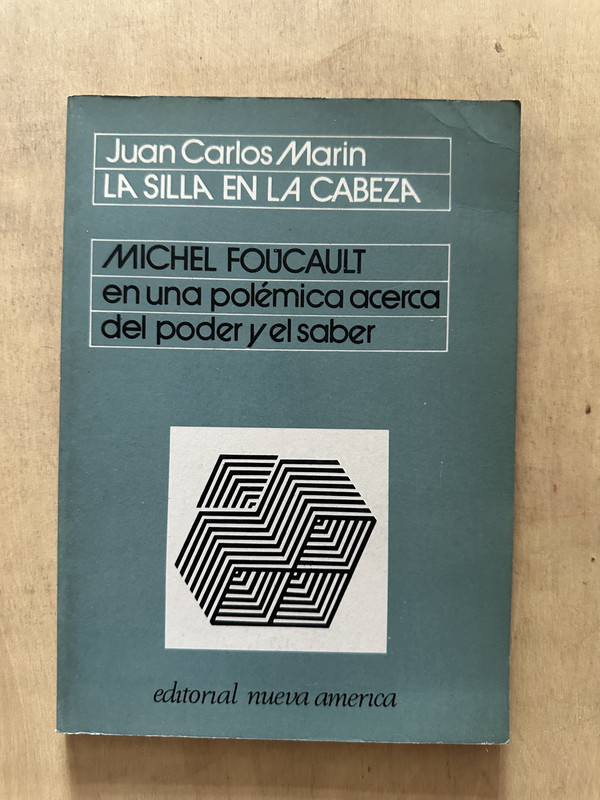 Juan Carlos Marin
LA SILLA EN LA CABEZA
MICHEL FOUCAULT
en una polémica acerca
del poder y el saber
editorial nueva america